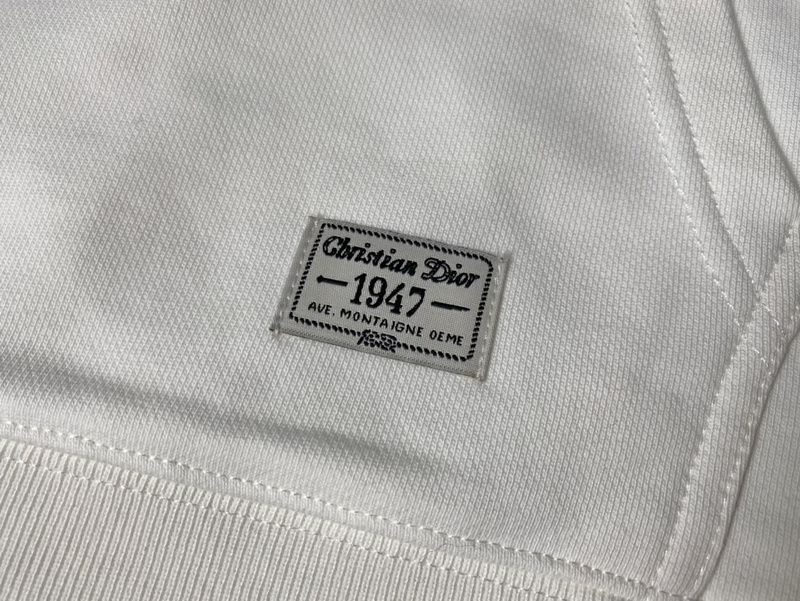 Christian Dior
1947
AVE. MONTAIGNE OEME